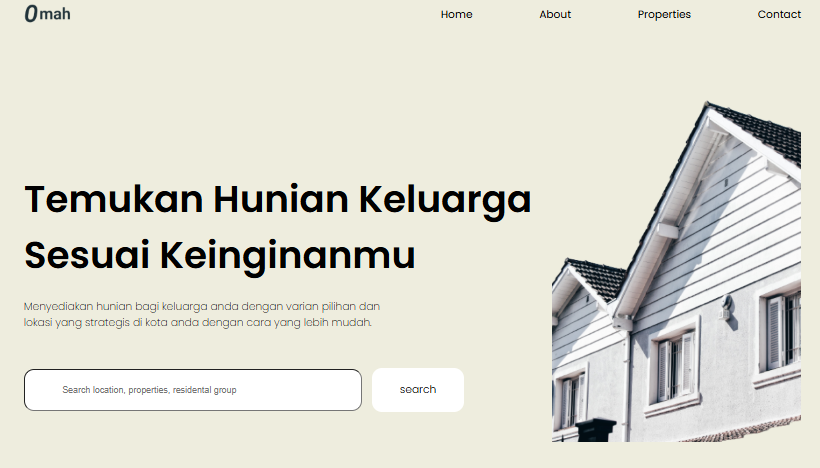 Omah
Home About Properties Contact
Temukan Hunian Keluarga
Sesuai Keinginanmu
Menyediakan hunian bagi keluarga anda dengan varian pilihan dan
lokasi yang strategis di kota anda dengan cara yang lebih mudah.
Search location, properties, residental group
search